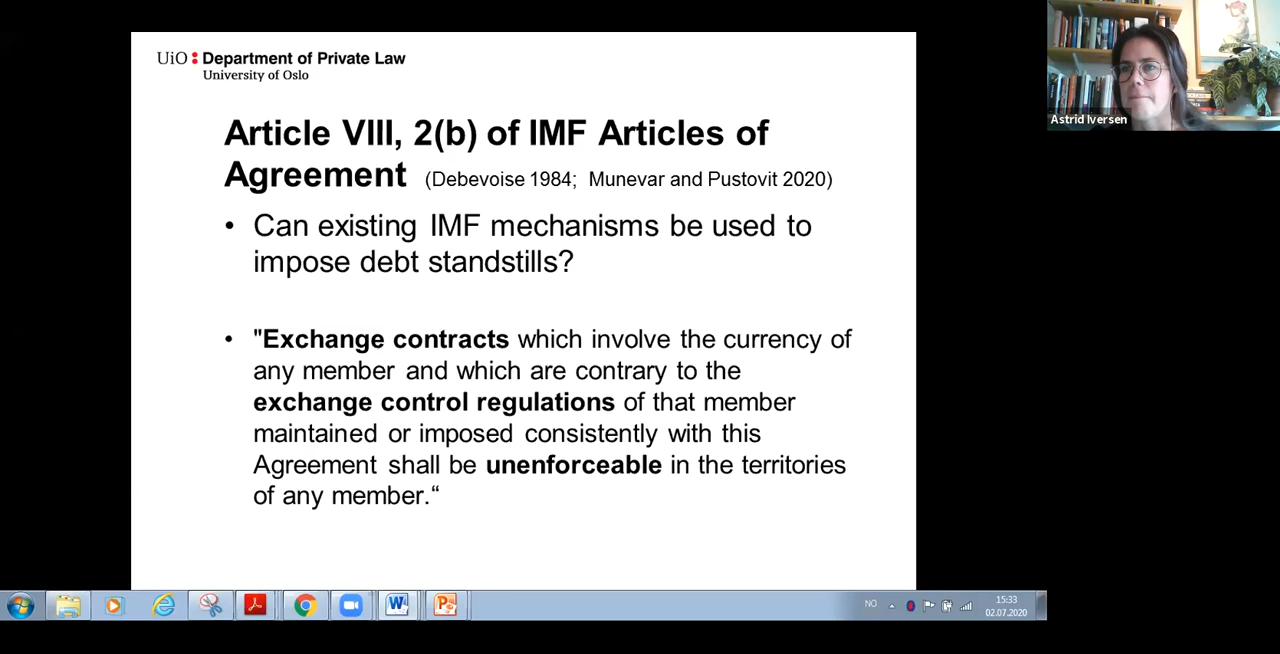 UiO Department of Private Law
University of Oslo
Astrid Iversen
Article VIII, 2(b) of IMF Articles of
Agreement (Debevoise 1984; Munevar and Pustovit 2020)
• Can existing IMF mechanisms be used to
impose debt standstills?
• "Exchange contracts which involve the currency of
any member and which are contrary to the
exchange control regulations of that member
maintained or imposed consistently with this
Agreement shall be unenforceable in the territories
of any member.“
NO
15:33
02.07.2020